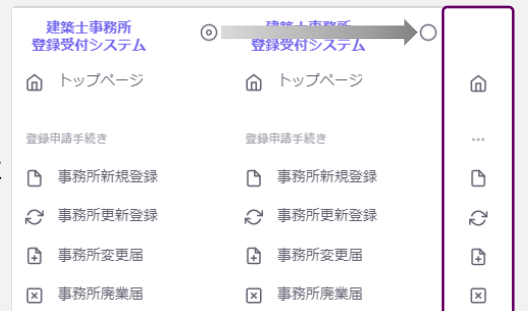 建築士事務所
登録受付システム
トップページ
登録申請手続き
事務所新規登録
事務所更新登録
事務所変更届
事務所廃業届
建築士事務所
登録受付システム
トップページ
登録申請手続き
事務所新規登録
事務所更新登録
事務所変更届
事務所廃業届
...